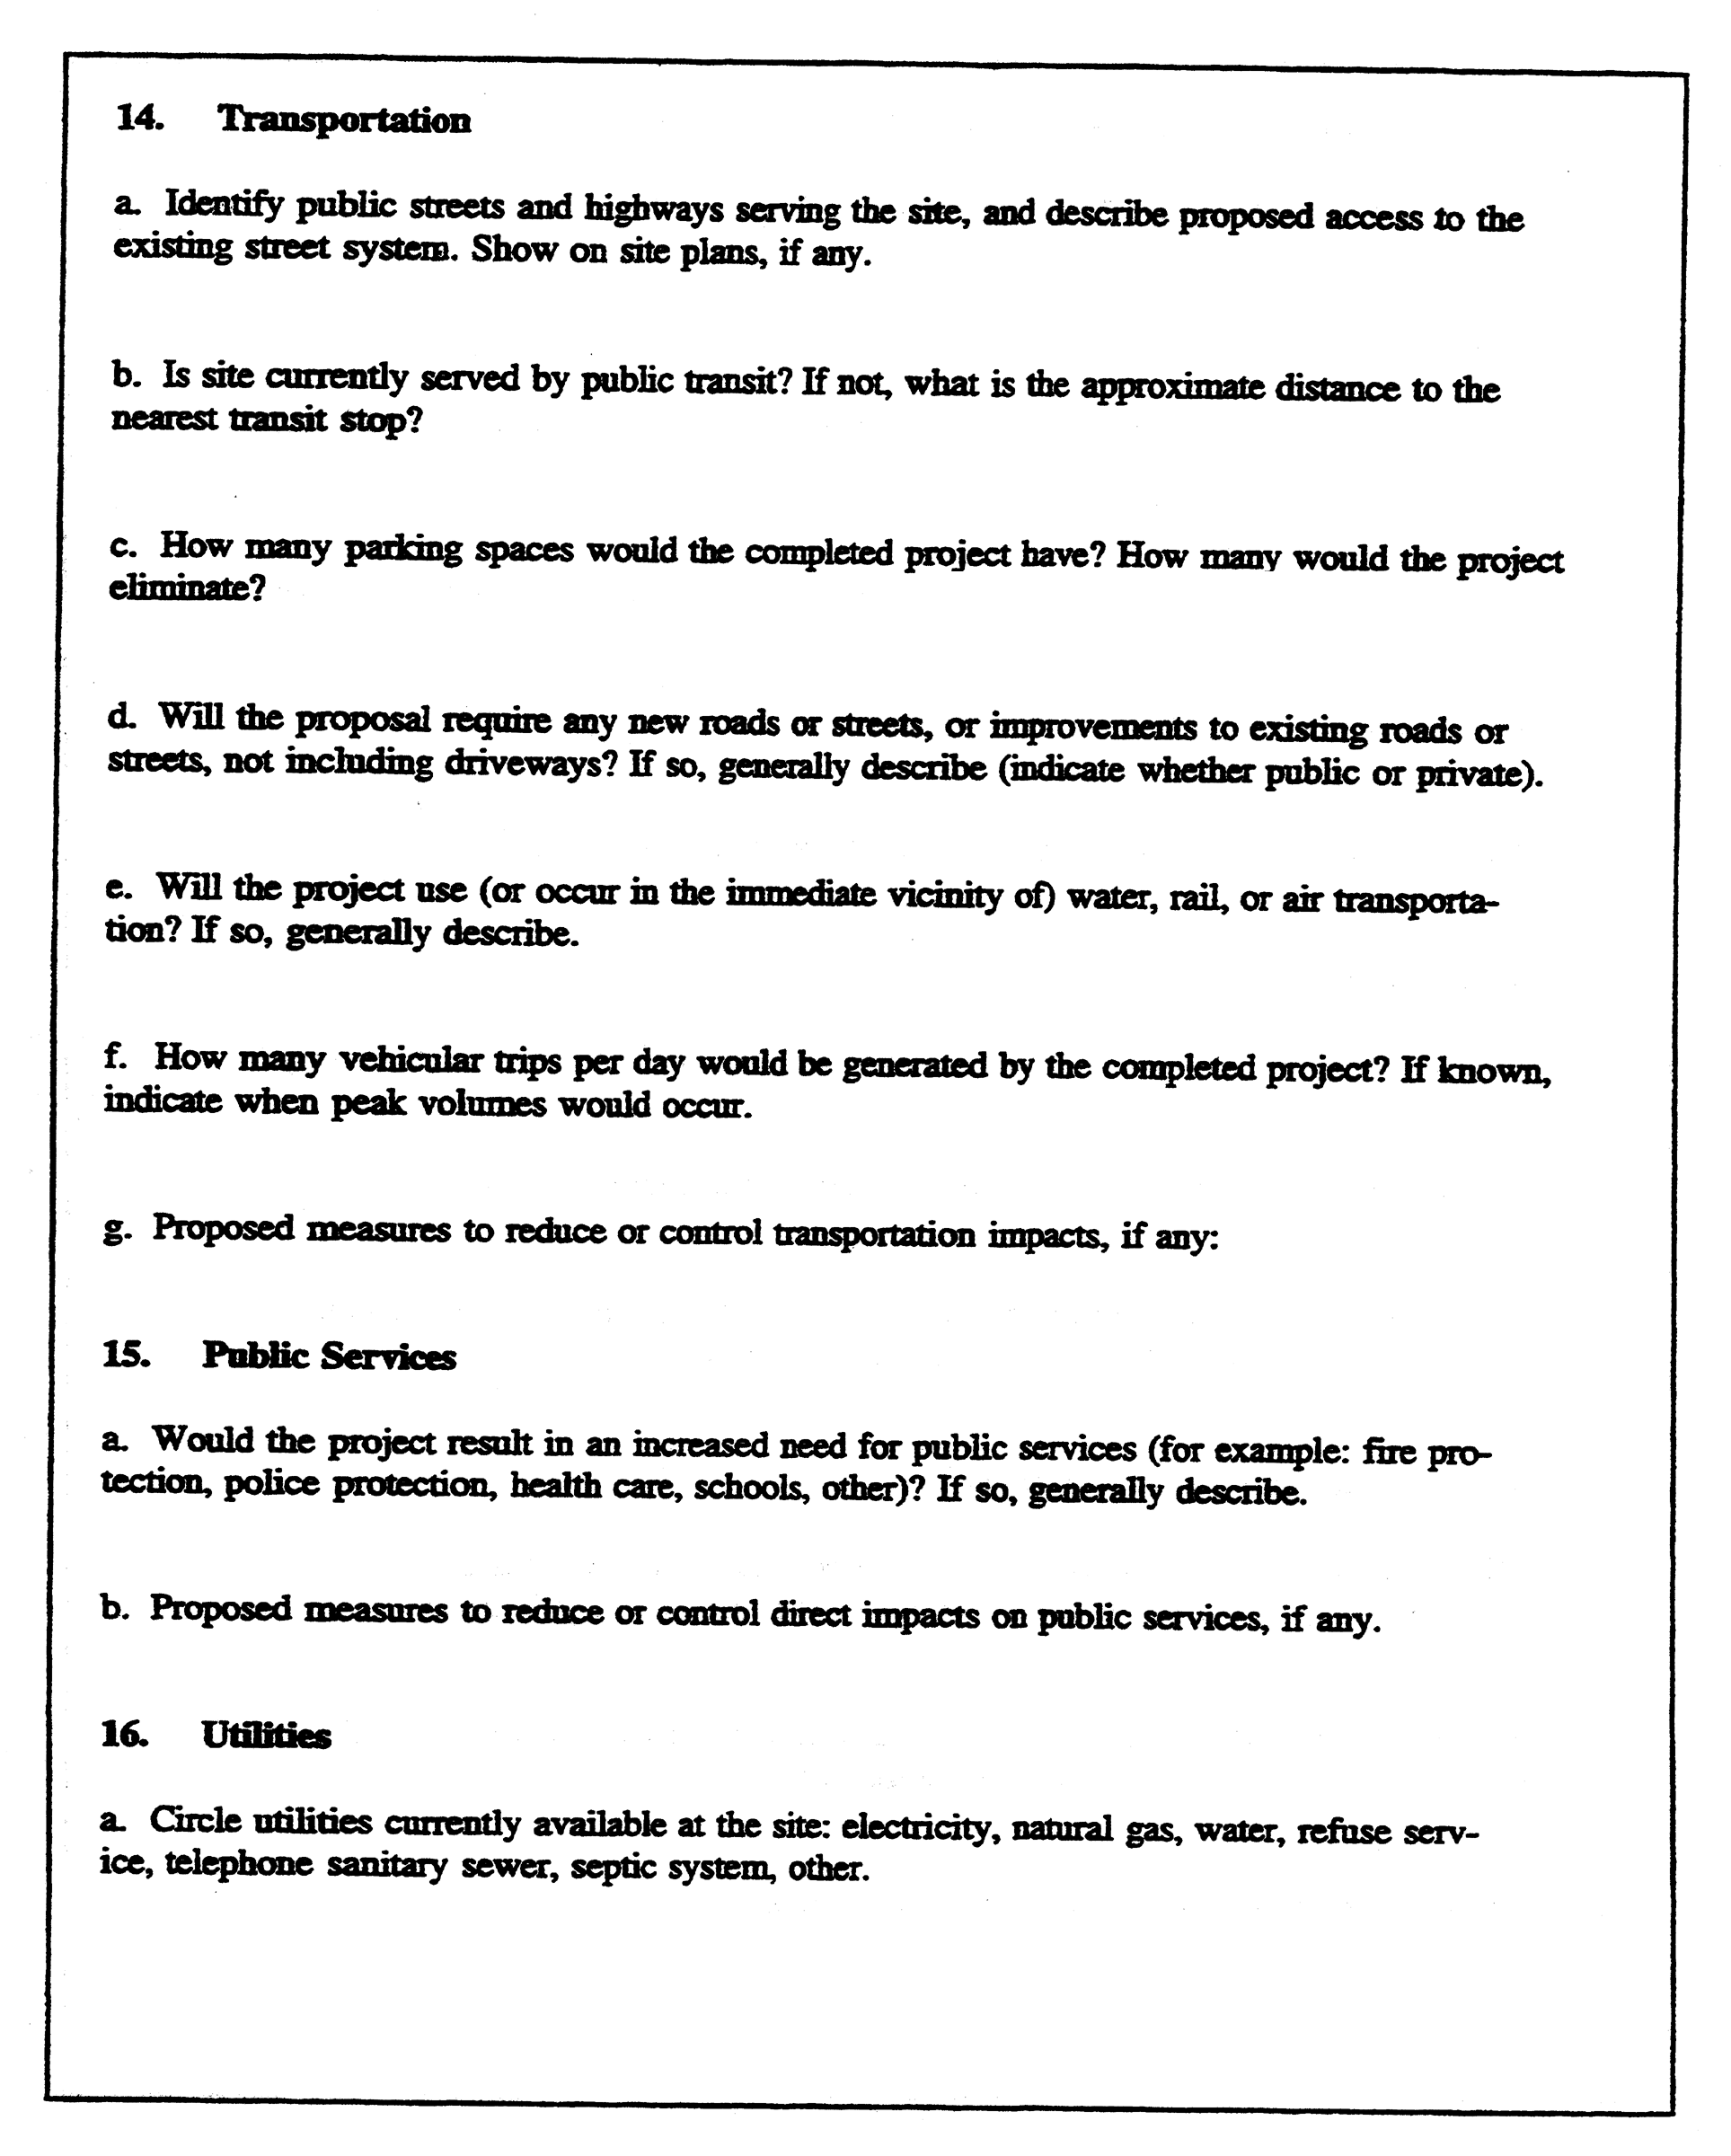 14. Transportation
a. Identify public streets and highways serving the site, and describe proposed access to the
existing street system. Show on site plans, if any.
b. Is site currently served by public transit? If not, what is the approximate distance to the
nearest transit stop?
c. How many parking spaces would the completed project have? How many would the project
eliminate?
d. Will the proposal require any new roads or streets, or improvements to existing roads or
streets, not including driveways? If so, generally describe (indicate whether public or private).
e. Will the project use (or occur in the immediate vicinity of) water, rail, or air transporta-
tion? If so, generally describe.
f. How many vehicular trips per day would be generated by the completed project? If known,
indicate when peak volumes would occur.
g. Proposed measures to reduce or control transportation impacts, if any:
15. Public Services
a. Would the project result in an increased need for public services (for example: fire pro-
tection, police protection, health care, schools, other)? If so, generally describe.
b. Proposed measures to reduce or control direct impacts on public services, if any.
16. Utilities
a. Circle utilities currently available at the site: electricity, natural gas, water, refuse serv-
ice, telephone sanitary sewer, septic system, other.